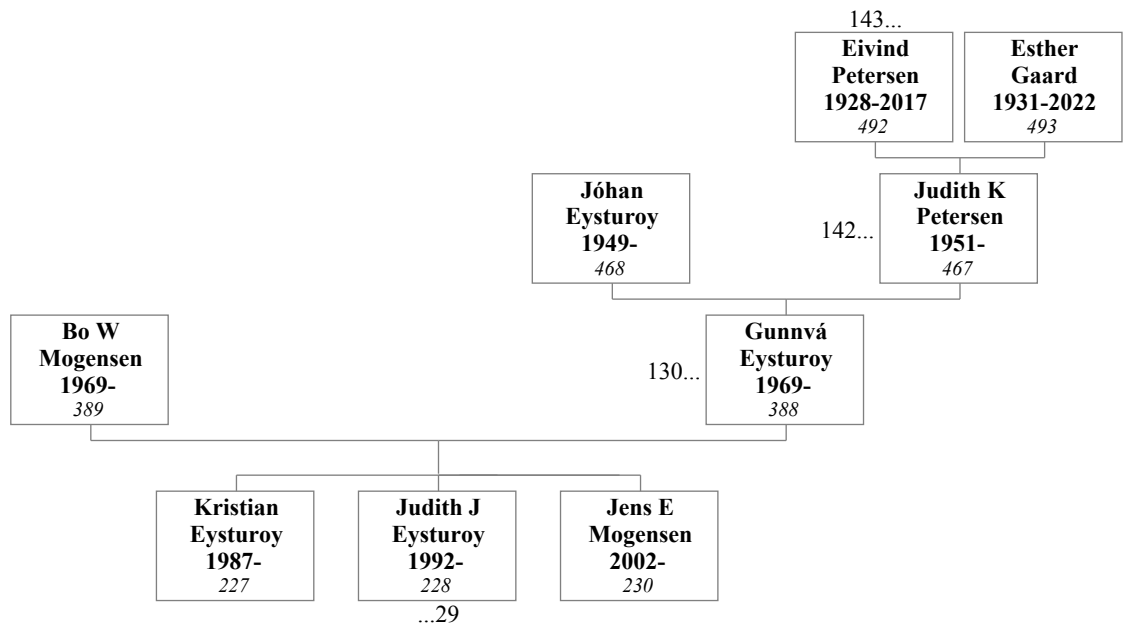 143...
Eivind
Petersen
1928-2017
492
Esther
Gaard
1931-2022
493
Jóhan
Eysturoy
1949-
468
142...
Judith K
Petersen
1951-
467
Bo W
Mogensen
1969-
389
130...
Gunnvá
Eysturoy
1969-
388
Kristian
Eysturoy
1987-
227
Judith J
Eysturoy
1992-
228
...29
Jens E
Mogensen
2002-
230